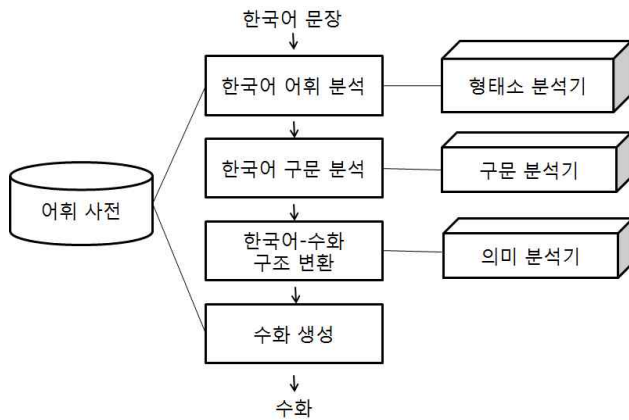 한국어 문장
한국어 어휘 분석
형태소 분석기
한국어 구문 분석
구문 분석기
어휘 사전
한국어-수화
구조 변환
의미 분석기
수화 생성
수화